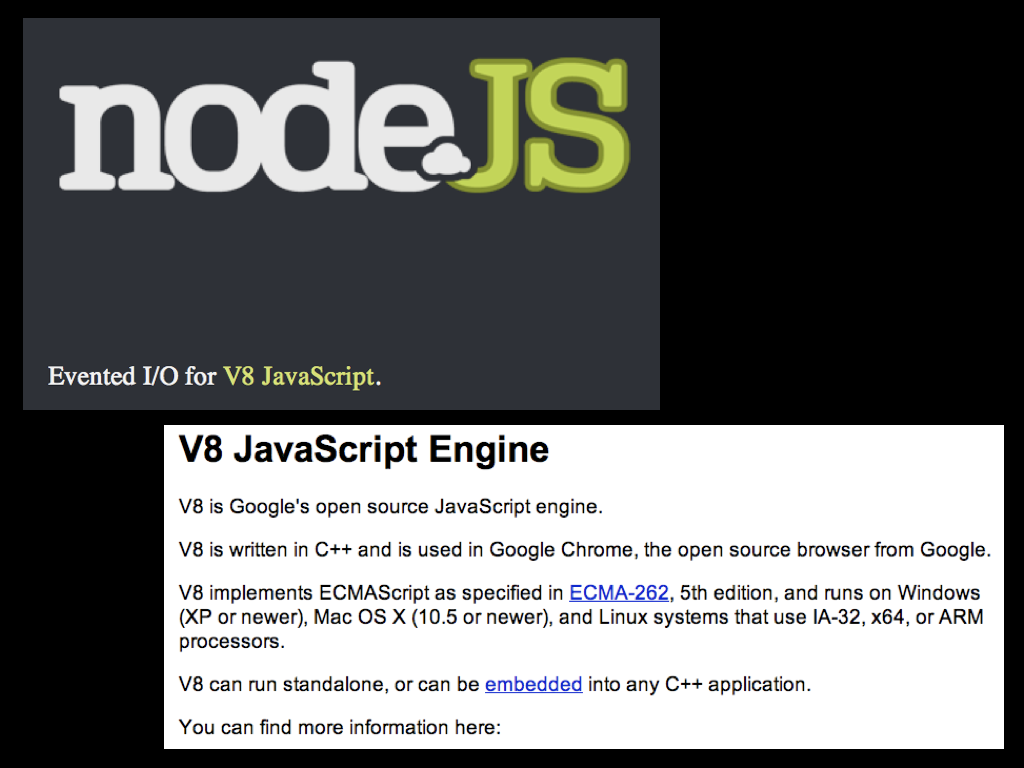 nodeJS
Evented I/O for V8 JavaScript.
V8 JavaScript Engine
V8 is Google's open source JavaScript engine.
V8 is written in C++ and is used in Google Chrome, the open source browser from Google.
V8 implements ECMAScript as specified in ECMA-262, 5th edition, and runs on Windows
(XP or newer), Mac OS X (10.5 or newer), and Linux systems that use IA-32, x64, or ARM
processors.
V8 can run standalone, or can be embedded into any C++ application.
You can find more information here: